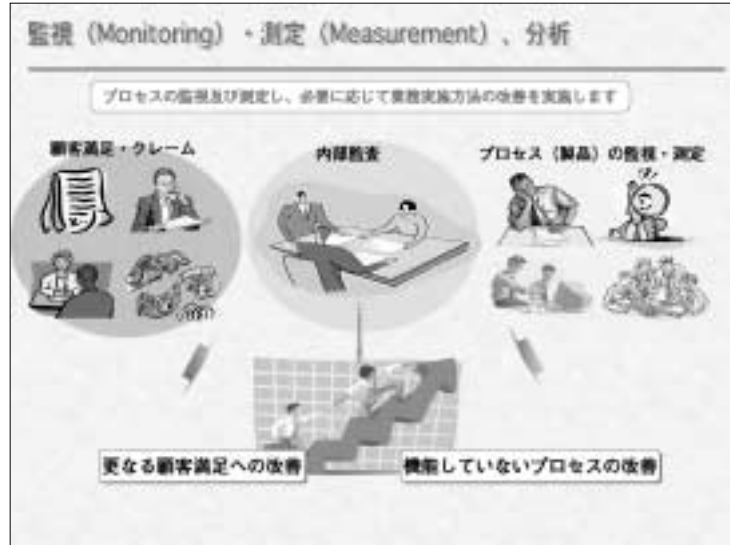 監視（Monitoring）・測定（Measurement）、分析
プロセスの監視及び測定し、必要に応じて業務実施方法の改善を実施します
顧客満足・クレーム
内部監査
プロセス（製品）の監視・測定
更なる顧客満足への改善
機能していないプロセスの改善